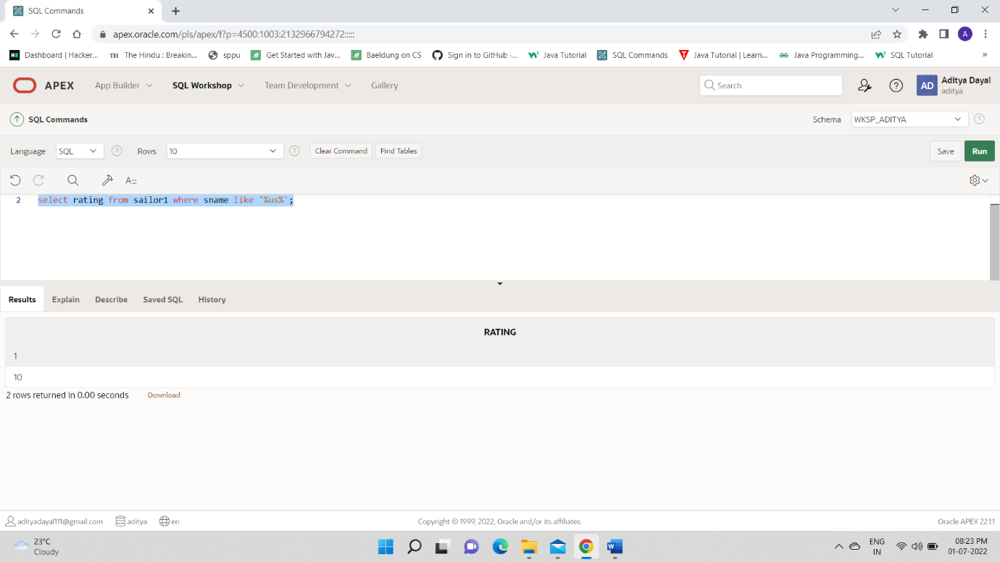 SQL Commands
apex.oracle.com/pls/apex/f?p=4500:1003:2132966794272:::::
A
Dashboard | Hacker... TH The Hindu : Breakin... sppu Get Started with Jav... Baeldung on CS Sign in to GitHub ·... Java Tutorial SQL Commands Java Tutorial | Learn... Java Programming... SQL Tutorial »
APEX App Builder SQL Workshop Team Development Gallery Search AD Aditya Dayal
aditya
SQL Commands Schema WKSP_ADITYA
Language SQL Rows 10 Clear Command Find Tables Save Run
2 select rating from sailor1 where sname like '%us%';
Results Explain Describe Saved SQL History
RATING
1
10
2 rows returned in 0.00 seconds Download
adityadayal111@gmail.com aditya en Copyright © 1999, 2022, Oracle and/or its affiliates. Oracle APEX 22.1.1
23°C
Cloudy
ENG
IN
08:23 PM
01-07-2022